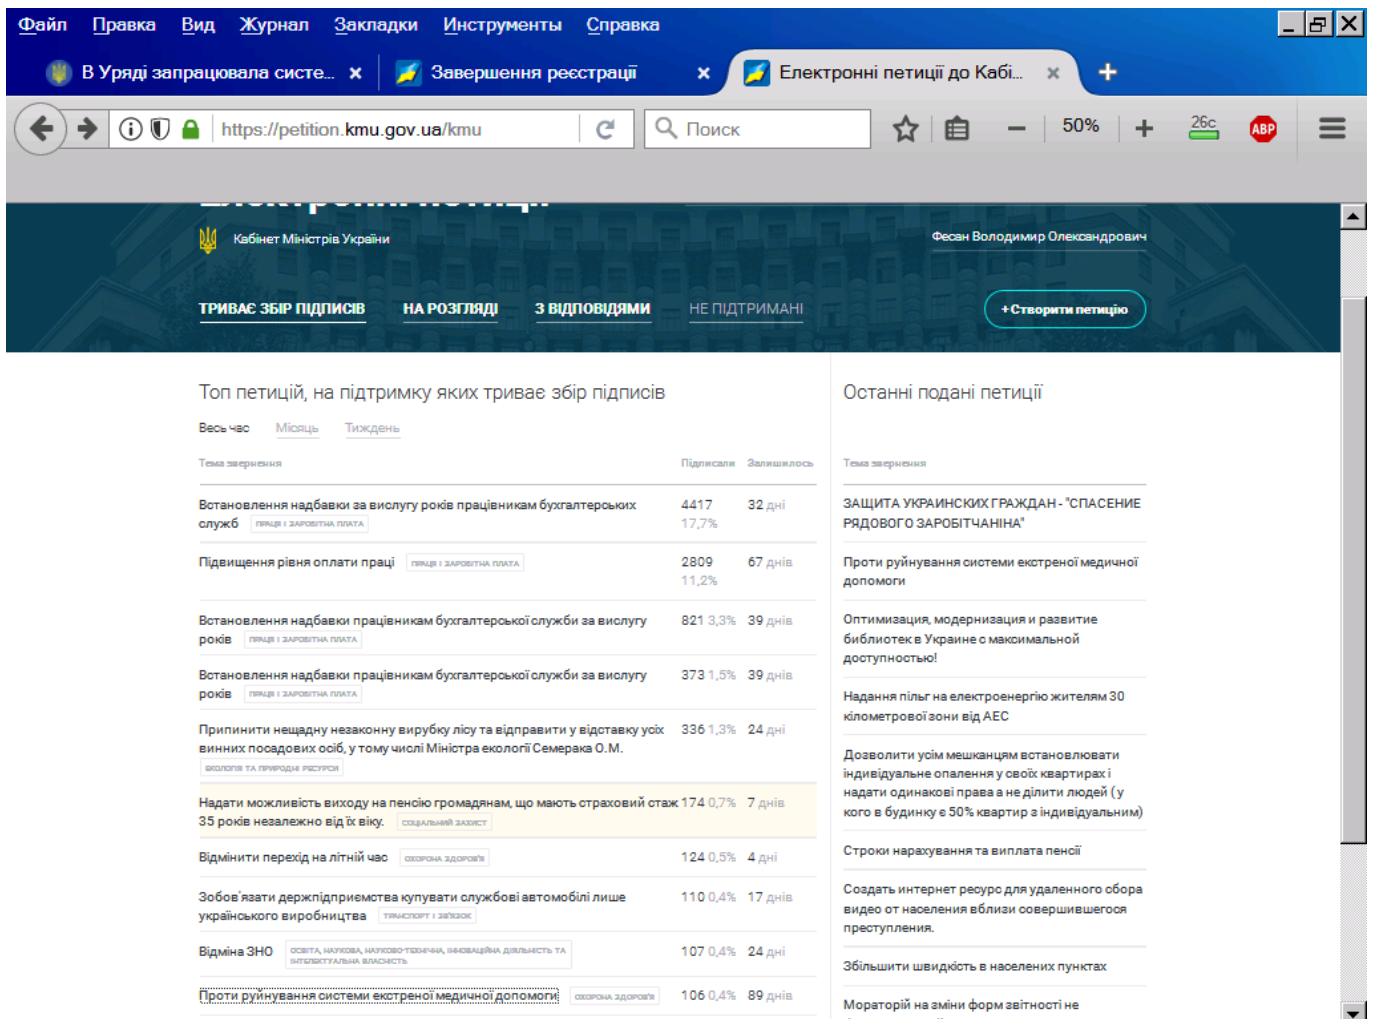 Файл Правка Вид Журнал Закладки Инструменты Справка
В Уряді запрацювала систе... Завершення реєстрації Електронні петиції до Кабі...
https://petition.kmu.gov.ua/kmu Поиск 50% 26c ABP
Кабінет Міністрів України
Фесан Володимир Олександрович
ТРИВАЄ ЗБІР ПІДПИСІВ НА РОЗГЛЯДІ З ВІДПОВІДЯМИ НЕ ПІДТРИМАНІ
+Створити петицію
Топ петицій, на підтримку яких триває збір підписів
Весь час Місяць Тиждень
Тема звернення Підписали Залишилось
Встановлення надбавки за вислугу років працівникам бухгалтерських 4417 32 дні
служб ПРАЦЯ І ЗАРОБІТНА ПЛАТА 17,7%
Підвищення рівня оплати праці ПРАЦЯ І ЗАРОБІТНА ПЛАТА 2809 67 днів
11,2%
Встановлення надбавки працівникам бухгалтерської служби за вислугу 821 3,3% 39 днів
років ПРАЦЯ І ЗАРОБІТНА ПЛАТА
Встановлення надбавки працівникам бухгалтерської служби за вислугу 373 1,5% 39 днів
років ПРАЦЯ І ЗАРОБІТНА ПЛАТА
Припинити нещадну незаконну вирубку лісу та відправити у відставку усіх 336 1,3% 24 дні
винних посадових осіб, у тому числі Міністра екології Семерака О.М.
ЕКОЛОГІЯ ТА ПРИРОДНІ РЕСУРСИ
Надати можливість виходу на пенсію громадянам, що мають страховий стаж 174 0,7% 7 днів
35 років незалежно від їх віку. СОЦІАЛЬНИЙ ЗАХИСТ
Відмінити перехід на літній час ОХОРОНА ЗДОРОВ'Я 124 0,5% 4 дні
Зобов'язати держпідприємства купувати службові автомобілі лише 110 0,4% 17 днів
українського виробництва ТРАНСПОРТ І ЗВ'ЯЗОК
Відміна ЗНО ОСВІТА, НАУКОВА, НАУКОВО-ТЕХНІЧНА, ІННОВАЦІЙНА ДІЯЛЬНІСТЬ ТА 107 0,4% 24 дні
ІНТЕЛЕКТУАЛЬНА ВЛАСНІСТЬ
Проти руйнування системи екстреної медичної допомоги ОХОРОНА ЗДОРОВ'Я 106 0,4% 89 днів
Останні подані петиції
Тема звернення
ЗАЩИТА УКРАИНСКИХ ГРАЖДАН - "СПАСЕНИЕ
РЯДОВОГО ЗАРОБІТЧАНІНА"
Проти руйнування системи екстреної медичної
допомоги
Оптимизация, модернизация и развитие
библиотек в Украине с максимальной
доступностью!
Надання пільг на електроенергію жителям 30
кілометрової зони від АЕС
Дозволити усім мешканцям встановлювати
індивідуальне опалення у своїх квартирах і
надати одинакові права а не ділити людей ( у
кого в будинку є 50% квартир з індивідуальним)
Строки нарахування та виплата пенсії
Создать интернет ресурс для удаленного сбора
видео от населения вблизи совершившегося
преступления.
Збільшити швидкість в населених пунктах
Мораторій на зміни форм звітності не